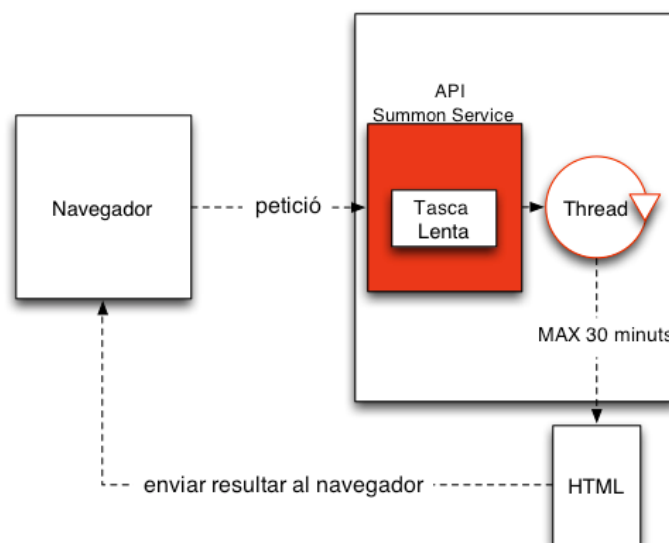 API
Summon Service
Navegador
petició
Tasca
Lenta
Thread
MAX 30 minuts
enviar resultar al navegador
HTML